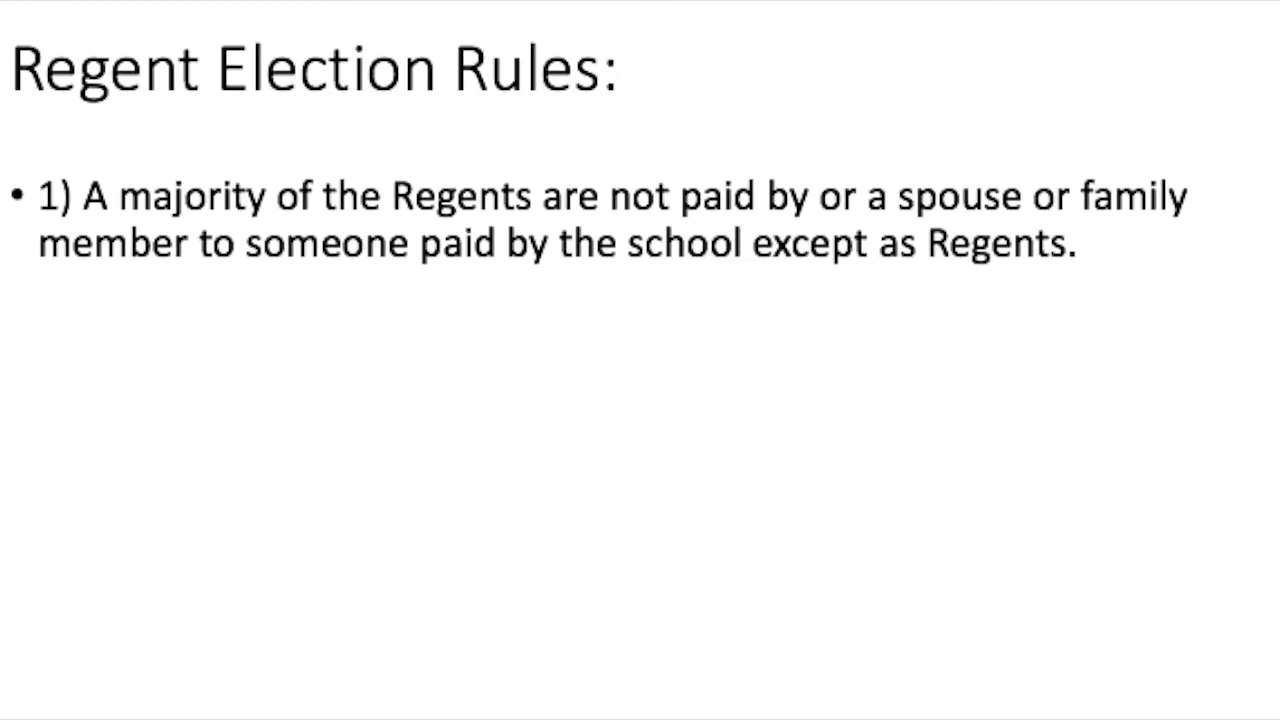 Regent Election Rules:
• 1) A majority of the Regents are not paid by or a spouse or family
member to someone paid by the school except as Regents.